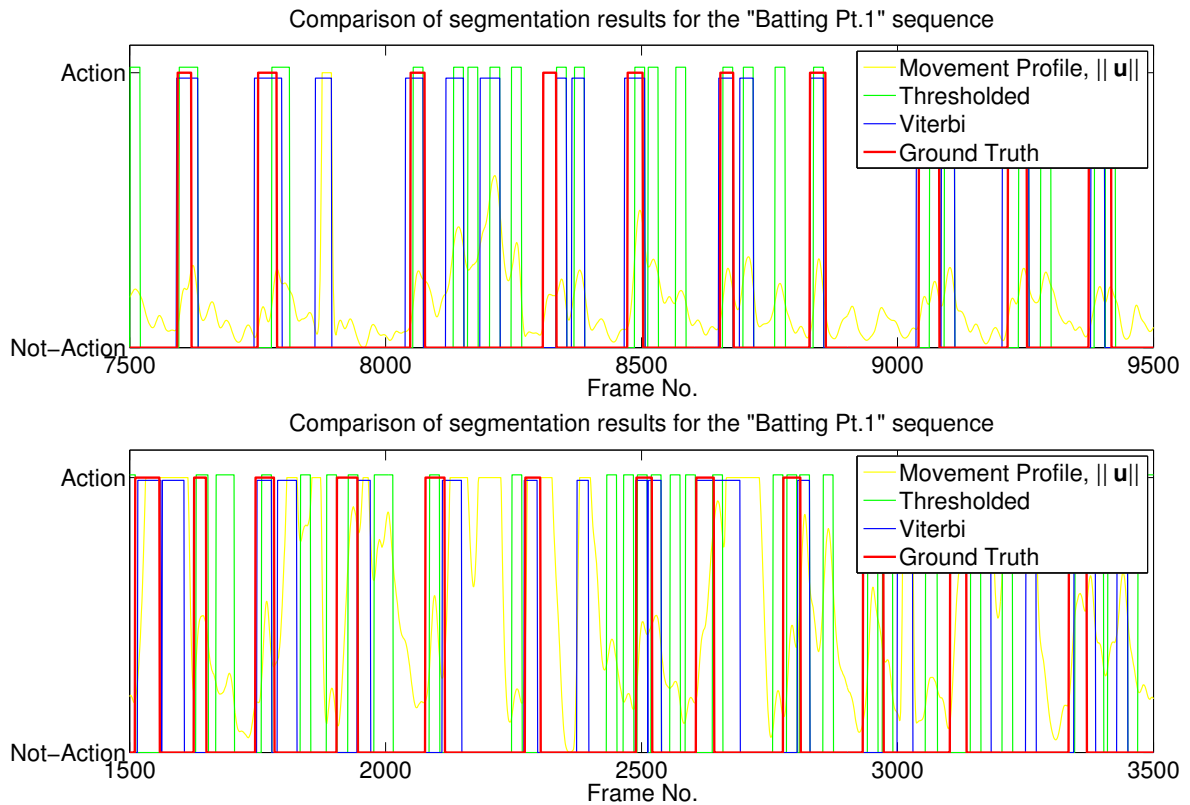 Comparison of segmentation results for the "Batting Pt.1" sequence
Action
Movement Profile, || u||
Thresholded
Viterbi
Ground Truth
Not−Action
7500 8000 8500 9000 9500
Frame No.
Comparison of segmentation results for the "Batting Pt.1" sequence
Action
Movement Profile, || u||
Thresholded
Viterbi
Ground Truth
Not−Action
1500 2000 2500 3000 3500
Frame No.